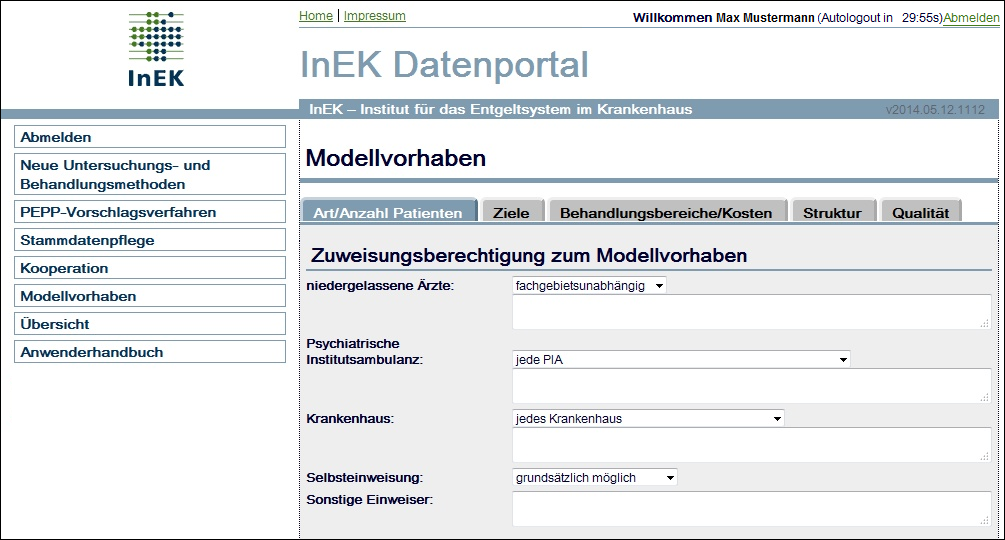 InEK
Home | Impressum
Willkommen Max Mustermann (Autologout in 29:55s)Abmelden
InEK Datenportal
InEK – Institut für das Entgeltsystem im Krankenhaus
v2014.05.12.1112
Abmelden
Neue Untersuchungs- und
Behandlungsmethoden
PEPP-Vorschlagsverfahren
Stammdatenpflege
Kooperation
Modellvorhaben
Übersicht
Anwenderhandbuch
Modellvorhaben
Art/Anzahl Patienten
Ziele
Behandlungsbereiche/Kosten
Struktur
Qualität
Zuweisungsberechtigung zum Modellvorhaben
niedergelassene Ärzte:
fachgebietsunabhängig
Psychiatrische
Institutsambulanz:
jede PIA
Krankenhaus:
jedes Krankenhaus
Selbsteinweisung:
grundsätzlich möglich
Sonstige Einweiser: